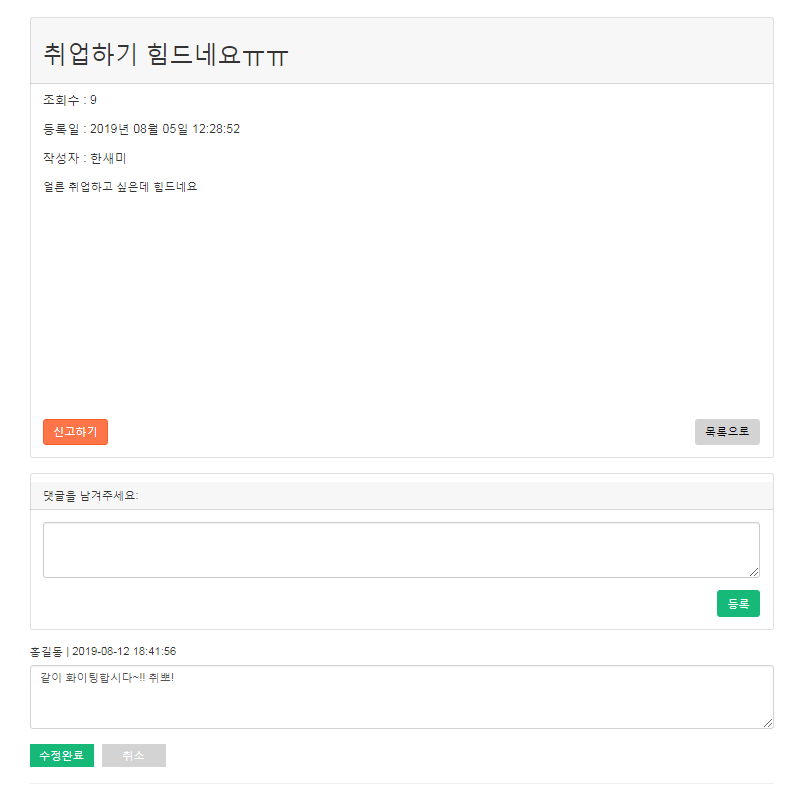 취업하기 힘드네요ㅠㅠ
조회수 : 9
등록일 : 2019년 08월 05일 12:28:52
작성자 : 한새미
얼른 취업하고 싶은데 힘드네요
신고하기
목록으로
댓글을 남겨주세요:
등록
홍길동 | 2019-08-12 18:41:56
같이 화이팅합시다~!! 취뽀!
수정완료 취소